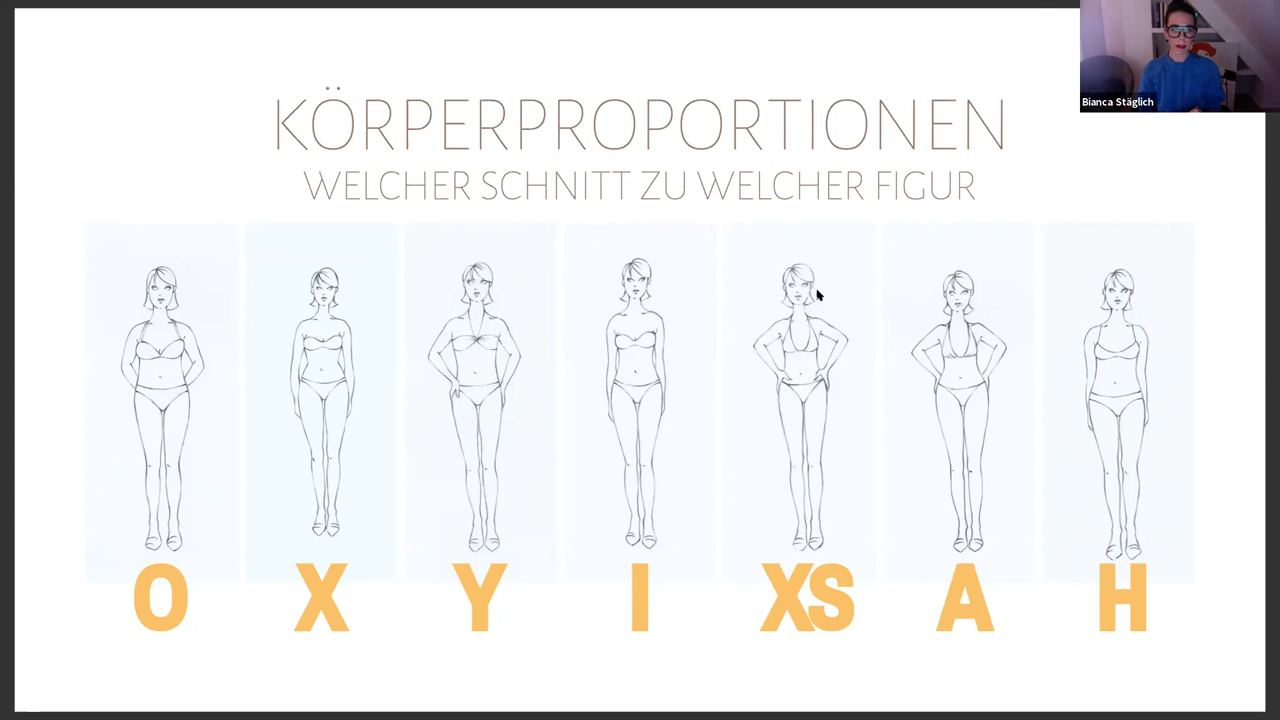 Bianca Stäglich
KÖRPERPROPORTIONEN
WELCHER SCHNITT ZU WELCHER FIGUR
O X Y I XS A H